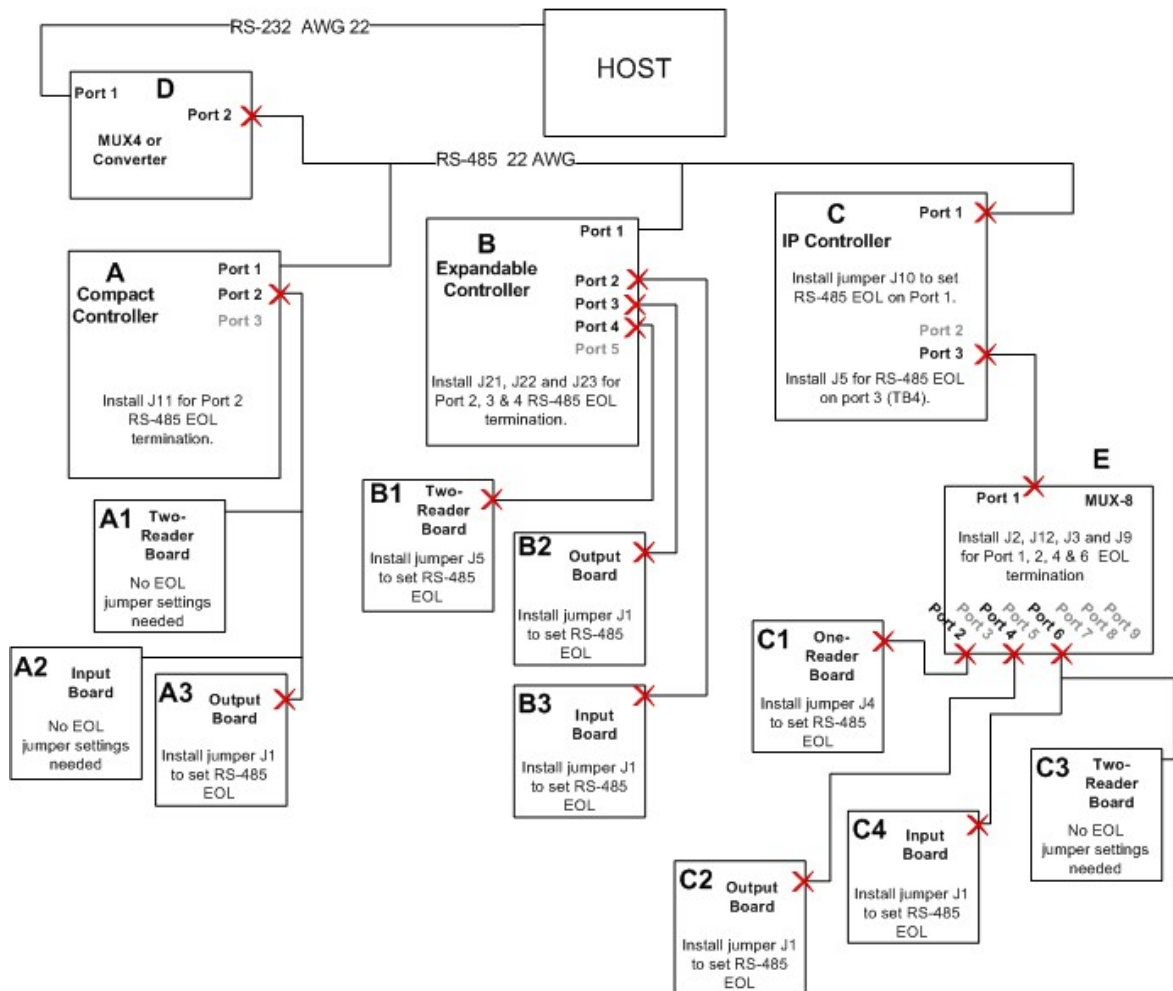 RS-232 AWG 22
HOST
D
Port 1
Port 2
MUX4 or
Converter
RS-485 22 AWG
A
Compact
Controller
Port 1
Port 2
Port 3
Install J11 for Port 2
RS-485 EOL
termination.
B
Expandable
Controller
Port 1
Port 2
Port 3
Port 4
Port 5
Install J21, J22 and J23 for
Port 2, 3 & 4 RS-485 EOL
termination.
C
IP Controller
Port 1
Install jumper J10 to set
RS-485 EOL on Port 1.
Port 2
Port 3
Install J5 for RS-485 EOL
on port 3 (TB4).
E
Port 1
MUX-8
Install J2, J12, J3 and J9
for Port 1, 2, 4 & 6 EOL
termination
Port 2
Port 3
Port 4
Port 5
Port 6
Port 7
Port 8
Port 9
A1
Two-
Reader
Board
No EOL
jumper settings
needed
A2
Input
Board
No EOL
jumper settings
needed
A3
Output
Board
Install jumper J1
to set RS-485
EOL
B1
Two-
Reader
Board
Install jumper J5
to set RS-485
EOL
B2
Output
Board
Install jumper J1
to set RS-485
EOL
B3
Input
Board
Install jumper J1
to set RS-485
EOL
C1
One-
Reader
Board
Install jumper J4
to set RS-485
EOL
C2
Output
Board
Install jumper J1
to set RS-485
EOL
C4
Input
Board
Install jumper J1
to set RS-485
EOL
C3
Two-
Reader
Board
No EOL
jumper settings
needed